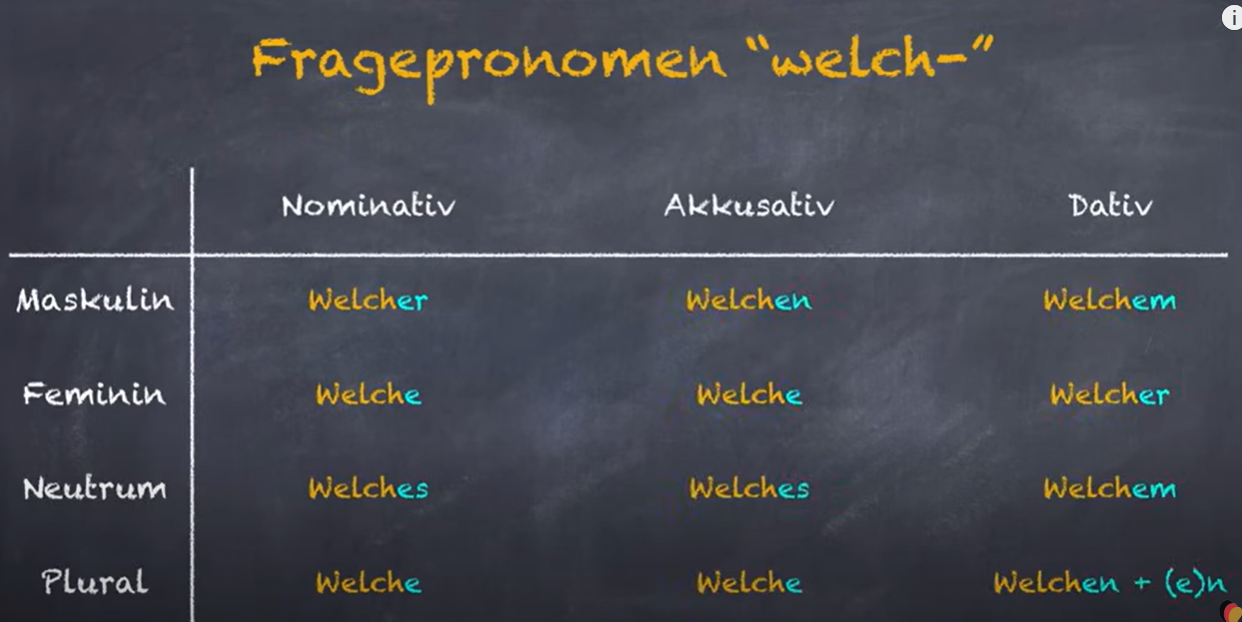 Fragepronomen “welch-”
Nominativ Akkusativ Dativ
Maskulin Welcher Welchen Welchem
Feminin Welche Welche Welcher
Neutrum Welches Welches Welchem
Plural Welche Welche Welchen + (e)n